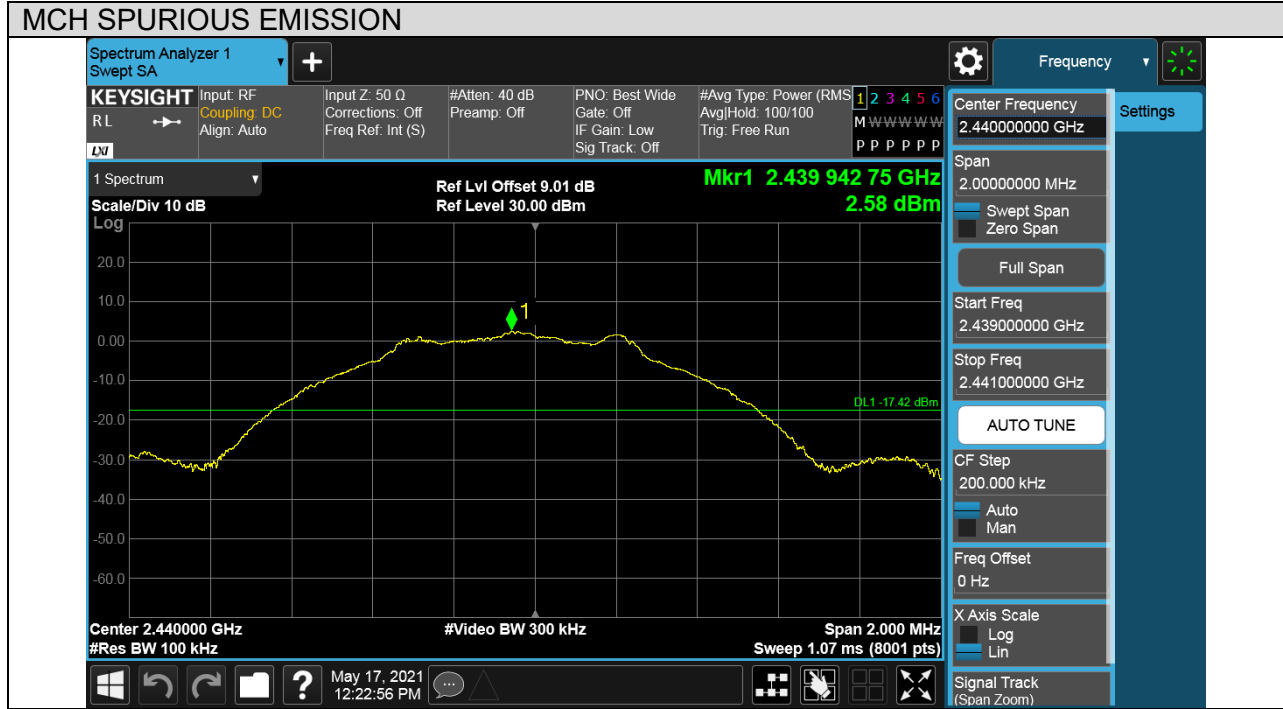 MCH SPURIOUS EMISSION
Spectrum Analyzer 1
Swept SA
+
Frequency
KEYSIGHT
RL
LXI
Input: RF
Coupling: DC
Align: Auto
Input Z: 50 Ω
Corrections: Off
Freq Ref: Int (S)
#Atten: 40 dB
Preamp: Off
PNO: Best Wide
Gate: Off
IF Gain: Low
Sig Track: Off
#Avg Type: Power (RMS
Avg|Hold: 100/100
Trig: Free Run
1 2 3 4 5 6
M W W W W W
P P P P P P
1 Spectrum
Scale/Div 10 dB
Ref Lvl Offset 9.01 dB
Ref Level 30.00 dBm
Mkr1 2.439 942 75 GHz
2.58 dBm
Log
20.0
10.0
0.00
-10.0
-20.0
-30.0
-40.0
-50.0
-60.0
1
DL1 -17.42 dBm
Center 2.440000 GHz
#Video BW 300 kHz
Span 2.000 MHz
#Res BW 100 kHz
Sweep 1.07 ms (8001 pts)
?
May 17, 2021
12:22:56 PM
Center Frequency
2.440000000 GHz
Settings
Span
2.00000000 MHz
Swept Span
Zero Span
Full Span
Start Freq
2.439000000 GHz
Stop Freq
2.441000000 GHz
AUTO TUNE
CF Step
200.000 kHz
Auto
Man
Freq Offset
0 Hz
X Axis Scale
Log
Lin
Signal Track
(Span Zoom)